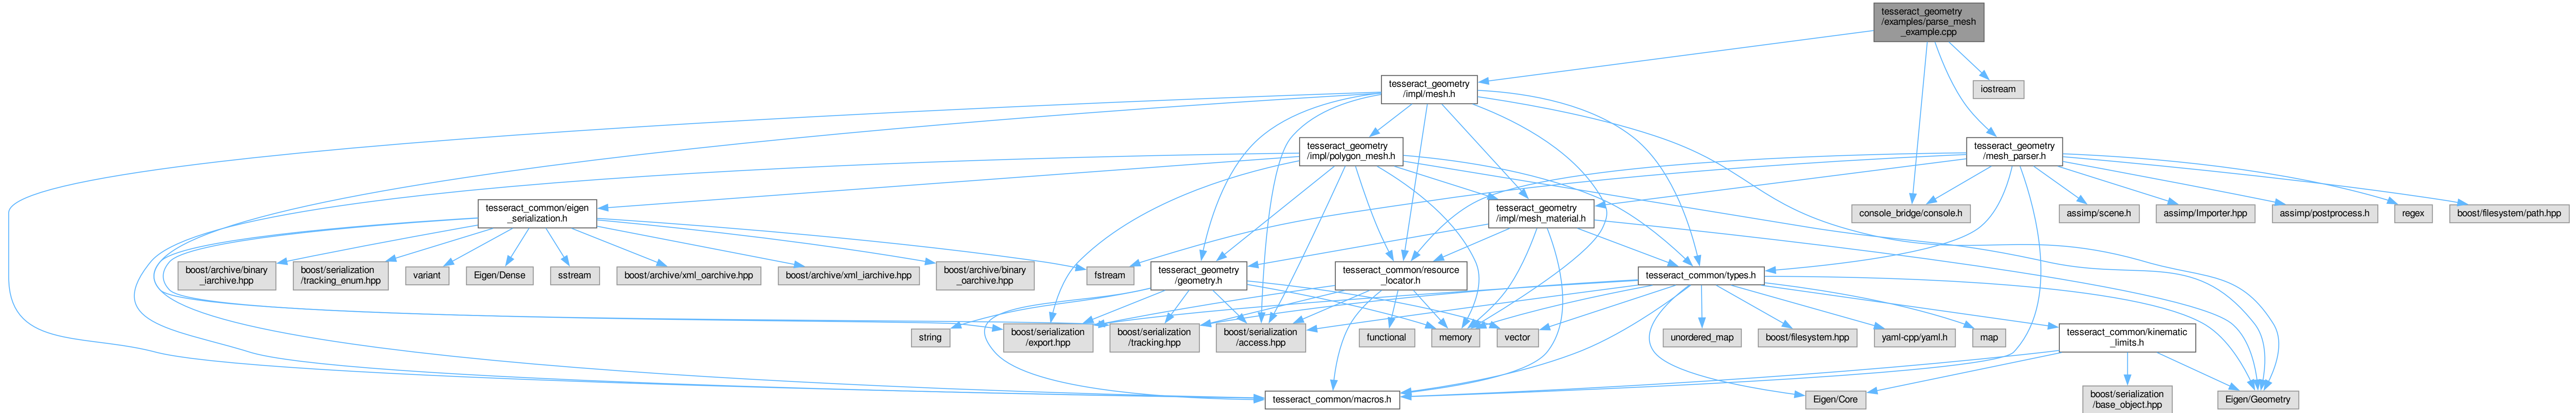 tesseract_geometry
/examples/parse_mesh
_example.cpp
tesseract_geometry
/impl/mesh.h
iostream
tesseract_geometry
/impl/polygon_mesh.h
tesseract_geometry
/mesh_parser.h
tesseract_common/eigen
_serialization.h
tesseract_geometry
/impl/mesh_material.h
console_bridge/console.h
assimp/scene.h
assimp/Importer.hpp
assimp/postprocess.h
regex
boost/filesystem/path.hpp
boost/archive/binary
_iarchive.hpp
boost/serialization
/tracking_enum.hpp
variant
Eigen/Dense
sstream
boost/archive/xml_oarchive.hpp
boost/archive/xml_iarchive.hpp
boost/archive/binary
_oarchive.hpp
fstream
tesseract_geometry
/geometry.h
tesseract_common/resource
_locator.h
tesseract_common/types.h
string
boost/serialization
/export.hpp
boost/serialization
/tracking.hpp
boost/serialization
/access.hpp
functional
memory
vector
unordered_map
boost/filesystem.hpp
yaml-cpp/yaml.h
map
tesseract_common/kinematic
_limits.h
tesseract_common/macros.h
Eigen/Core
boost/serialization
/base_object.hpp
Eigen/Geometry